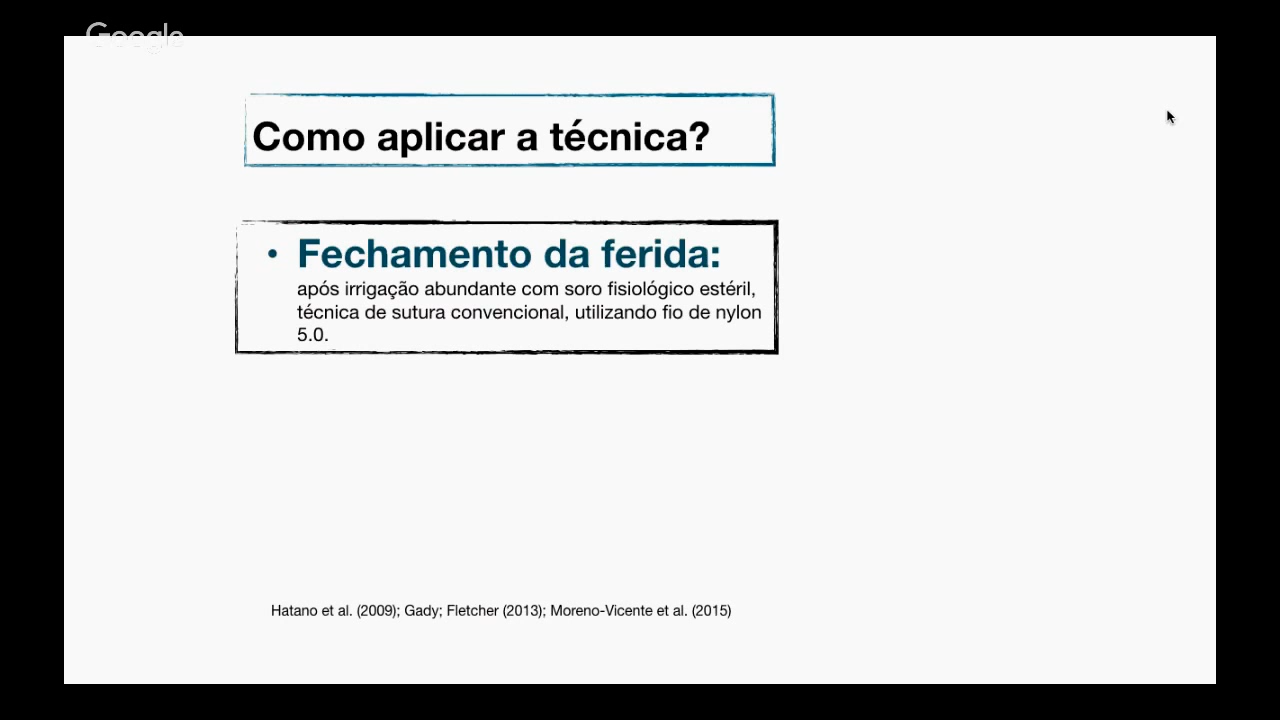 Google
Como aplicar a técnica?
• Fechamento da ferida:
após irrigação abundante com soro fisiológico estéril,
técnica de sutura convencional, utilizando fio de nylon
5.0.
Hatano et al. (2009); Gady; Fletcher (2013); Moreno-Vicente et al. (2015)